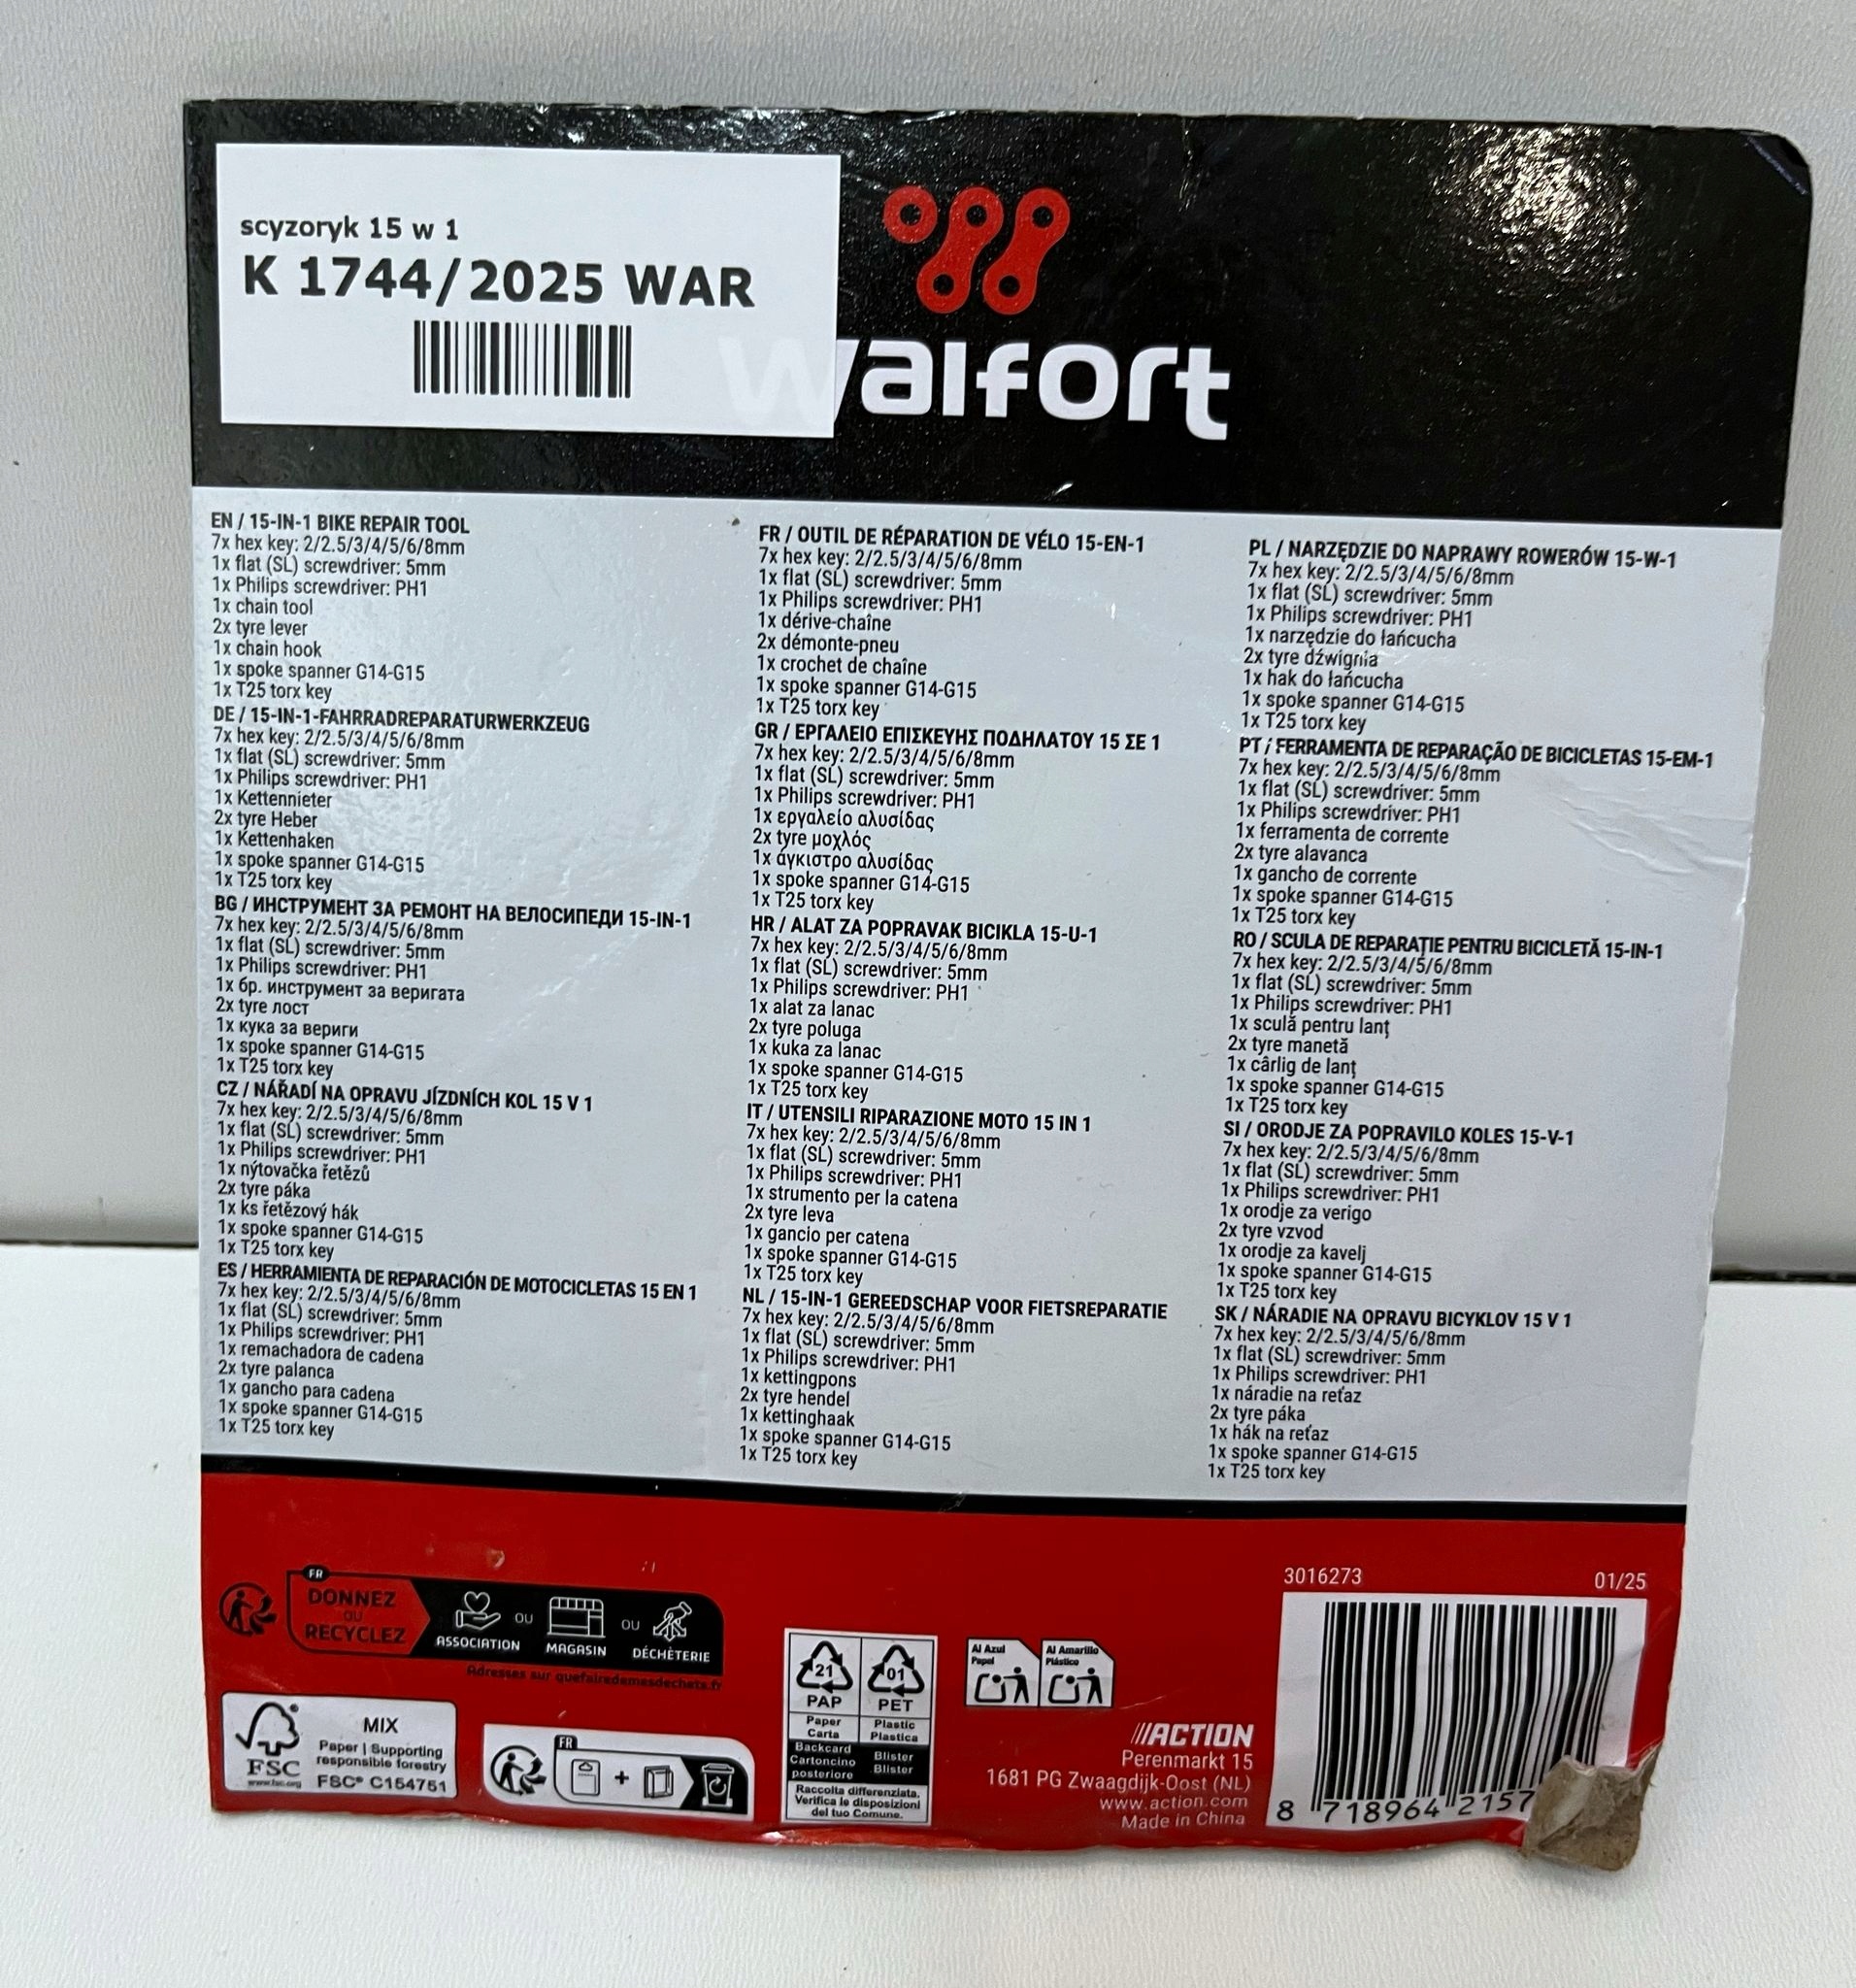 scyzoryk 15 w 1
K 1744/2025 WAR
walfort
EN / 15-IN-1 BIKE REPAIR TOOL
7x hex key: 2/2.5/3/4/5/6/8mm
1x flat (SL) screwdriver: 5mm
1x Philips screwdriver: PH1
1x chain tool
2x tyre lever
1x chain hook
1x spoke spanner G14-G15
1x T25 torx key
DE / 15-IN-1-FAHRRADREPARATURWERKZEUG
7x hex key: 2/2.5/3/4/5/6/8mm
1x flat (SL) screwdriver: 5mm
1x Philips screwdriver: PH1
1x Kettennieter
2x tyre Heber
1x Kettenhaken
1x spoke spanner G14-G15
1x T25 torx key
BG / ИНСТРУМЕНТ ЗА РЕМОНТ НА ВЕЛОСИПЕДИ 15-IN-1
7x hex key: 2/2.5/3/4/5/6/8mm
1x flat (SL) screwdriver: 5mm
1x Philips screwdriver: PH1
1x бр. инструмент за веригата
2x tyre лост
1x кука за вериги
1x spoke spanner G14-G15
1x T25 torx key
CZ / NÁŘADÍ NA OPRAVU JÍZDNÍCH KOL 15 V 1
7x hex key: 2/2.5/3/4/5/6/8mm
1x flat (SL) screwdriver: 5mm
1x Philips screwdriver: PH1
1x nýtovačka řetězů
2x tyre páka
1x ks řetězový hák
1x spoke spanner G14-G15
1x T25 torx key
ES / HERRAMIENTA DE REPARACIÓN DE MOTOCICLETAS 15 EN 1
7x hex key: 2/2.5/3/4/5/6/8mm
1x flat (SL) screwdriver: 5mm
1x Philips screwdriver: PH1
1x remachadora de cadena
2x tyre palanca
1x gancho para cadena
1x spoke spanner G14-G15
1x T25 torx key
FR / OUTIL DE RÉPARATION DE VÉLO 15-EN-1
7x hex key: 2/2.5/3/4/5/6/8mm
1x flat (SL) screwdriver: 5mm
1x Philips screwdriver: PH1
1x dérive-chaîne
2x démonte-pneu
1x crochet de chaîne
1x spoke spanner G14-G15
1x T25 torx key
GR / ΕΡΓΑΛΕΙΟ ΕΠΙΣΚΕΥΗΣ ΠΟΔΗΛΑΤΟΥ 15 ΣΕ 1
7x hex key: 2/2.5/3/4/5/6/8mm
1x flat (SL) screwdriver: 5mm
1x Philips screwdriver: PH1
1x εργαλείο αλυσίδας
2x tyre μοχλός
1x άγκιστρο αλυσίδας
1x spoke spanner G14-G15
1x T25 torx key
HR / ALAT ZA POPRAVAK BICIKLA 15-U-1
7x hex key: 2/2.5/3/4/5/6/8mm
1x flat (SL) screwdriver: 5mm
1x Philips screwdriver: PH1
1x alat za lanac
2x tyre poluga
1x kuka za lanac
1x spoke spanner G14-G15
1x T25 torx key
IT / UTENSILI RIPARAZIONE MOTO 15 IN 1
7x hex key: 2/2.5/3/4/5/6/8mm
1x flat (SL) screwdriver: 5mm
1x Philips screwdriver: PH1
1x strumento per la catena
2x tyre leva
1x gancio per catena
1x spoke spanner G14-G15
1x T25 torx key
NL / 15-IN-1 GEREEDSCHAP VOOR FIETSREPARATIE
7x hex key: 2/2.5/3/4/5/6/8mm
1x flat (SL) screwdriver: 5mm
1x Philips screwdriver: PH1
1x kettingpons
2x tyre hendel
1x kettinghaak
1x spoke spanner G14-G15
1x T25 torx key
PL / NARZĘDZIE DO NAPRAWY ROWERÓW 15-W-1
7x hex key: 2/2.5/3/4/5/6/8mm
1x flat (SL) screwdriver: 5mm
1x Philips screwdriver: PH1
1x narzędzie do łańcucha
2x tyre dźwignia
1x hak do łańcucha
1x spoke spanner G14-G15
1x T25 torx key
PT / FERRAMENTA DE REPARAÇÃO DE BICICLETAS 15-EM-1
7x hex key: 2/2.5/3/4/5/6/8mm
1x flat (SL) screwdriver: 5mm
1x Philips screwdriver: PH1
1x ferramenta de corrente
2x tyre alavanca
1x gancho de corrente
1x spoke spanner G14-G15
1x T25 torx key
RO / SCULA DE REPARAȚIE PENTRU BICICLETĂ 15-IN-1
7x hex key: 2/2.5/3/4/5/6/8mm
1x flat (SL) screwdriver: 5mm
1x Philips screwdriver: PH1
1x sculă pentru lanț
2x tyre manetă
1x cârlig de lanț
1x spoke spanner G14-G15
1x T25 torx key
SI / ORODJE ZA POPRAVILO KOLES 15-V-1
7x hex key: 2/2.5/3/4/5/6/8mm
1x flat (SL) screwdriver: 5mm
1x Philips screwdriver: PH1
1x orodje za verigo
2x tyre vzvod
1x orodje za kavelj
1x spoke spanner G14-G15
1x T25 torx key
SK / NÁRADIE NA OPRAVU BICYKLOV 15 V 1
7x hex key: 2/2.5/3/4/5/6/8mm
1x flat (SL) screwdriver: 5mm
1x Philips screwdriver: PH1
1x náradie na reťaz
2x tyre páka
1x hák na reťaz
1x spoke spanner G14-G15
1x T25 torx key
FR
DONNEZ
OU
RECYCLEZ
ASSOCIATION
OU
MAGASIN
OU
DÉCHÈTERIE
Adresses sur quefairedemesdechets.fr
FSC
www.fsc.org
MIX
Paper | Supporting
responsible forestry
FSC® C154751
FR
21
PAP
Paper
Carta
Backcard
Cartoncino
posteriore
01
PET
Plastic
Plastica
Blister
Blister
Raccolta differenziata.
Verifica le disposizioni
del tuo Comune.
Al Azul
Papel
Al Amarillo
Plástico
ACTION
Perenmarkt 15
1681 PG Zwaagdijk-Oost (NL)
www.action.com
Made in China
3016273
01/25
8 718964 2157